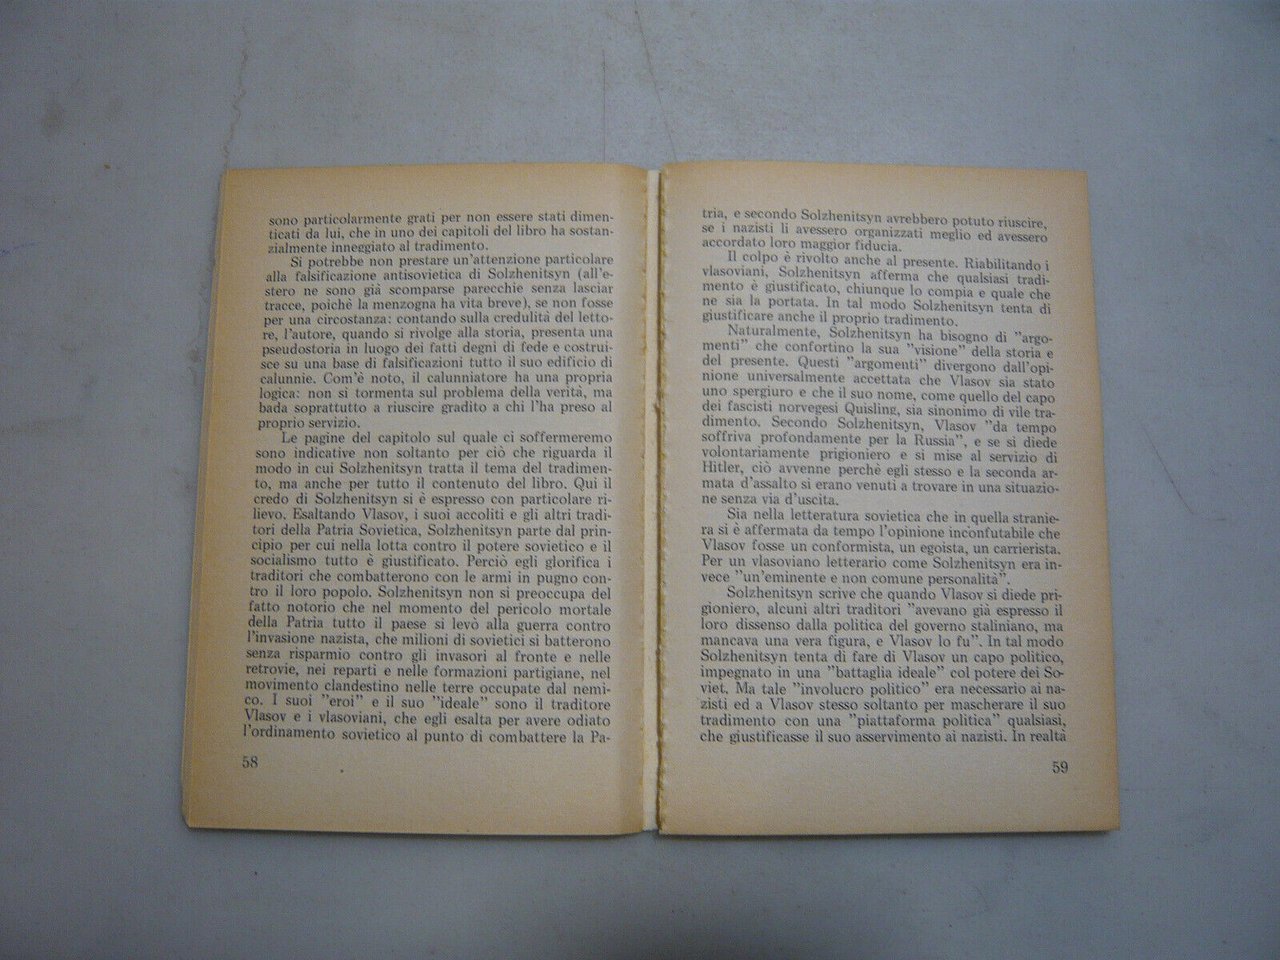 sono particolarmente grati per non essere stati dimen-
ticati da lui, che in uno dei capitoli del libro ha sostan-
zialmente inneggiato al tradimento.
Si potrebbe non prestare un'attenzione particolare
alla falsificazione antisovietica di Solzhenitsyn (all'e-
stero ne sono già scomparse parecchie senza lasciar
tracce, poichè la menzogna ha vita breve), se non fosse
per una circostanza: contando sulla credulità del letto-
re, l'autore, quando si rivolge alla storia, presenta una
pseudostoria in luogo dei fatti degni di fede e costrui-
sce su una base di falsificazioni tutto il suo edificio di
calunnie. Com'è noto, il calunniatore ha una propria
logica: non si tormenta sul problema della verità, ma
bada soprattutto a riuscire gradito a chi l'ha preso al
proprio servizio.
Le pagine del capitolo sul quale ci soffermeremo
sono indicative non soltanto per ciò che riguarda il
modo in cui Solzhenitsyn tratta il tema del tradimen-
to, ma anche per tutto il contenuto del libro. Qui il
credo di Solzhenitsyn si è espresso con particolare ri-
lievo. Esaltando Vlasov, i suoi accoliti e gli altri tradi-
tori della Patria Sovietica, Solzhenitsyn parte dal prin-
cipio per cui nella lotta contro il potere sovietico e il
socialismo tutto è giustificato. Perciò egli glorifica i
traditori che combatterono con le armi in pugno con-
tro il loro popolo. Solzhenitsyn non si preoccupa del
fatto notorio che nel momento del pericolo mortale
della Patria tutto il paese si levò alla guerra contro
l'invasione nazista, che milioni di sovietici si batterono
senza risparmio contro gli invasori al fronte e nelle
retrovie, nei reparti e nelle formazioni partigiane, nel
movimento clandestino nelle terre occupate dal nemi-
co. I suoi "eroi" e il suo "ideale" sono il traditore
Vlasov e i vlasoviani, che egli esalta per avere odiato
l'ordinamento sovietico al punto di combattere la Pa-
58
tria, e secondo Solzhenitsyn avrebbero potuto riuscire,
se i nazisti li avessero organizzati meglio ed avessero
accordato loro maggior fiducia.
Il colpo è rivolto anche al presente. Riabilitando i
vlasoviani, Solzhenitsyn afferma che qualsiasi tradi-
mento è giustificato, chiunque lo compia e quale che
ne sia la portata. In tal modo Solzhenitsyn tenta di
giustificare anche il proprio tradimento.
Naturalmente, Solzhenitsyn ha bisogno di "argo-
menti" che confortino la sua "visione" della storia e
del presente. Questi "argomenti" divergono dall'opi-
nione universalmente accettata che Vlasov sia stato
uno spergiuro e che il suo nome, come quello del capo
dei fascisti norvegesi Quisling, sia sinonimo di vile tra-
dimento. Secondo Solzhenitsyn, Vlasov "da tempo
soffriva profondamente per la Russia", e se si diede
volontariamente prigioniero e si mise al servizio di
Hitler, ciò avvenne perchè egli stesso e la seconda ar-
mata d'assalto si erano venuti a trovare in una situazio-
ne senza via d'uscita.
Sia nella letteratura sovietica che in quella stranie-
ra si è affermata da tempo l'opinione inconfutabile che
Vlasov fosse un conformista, un egoista, un carrierista.
Per un vlasoviano letterario come Solzhenitsyn era in-
vece "un'eminente e non comune personalità".
Solzhenitsyn scrive che quando Vlasov si diede pri-
gioniero, alcuni altri traditori "avevano già espresso il
loro dissenso dalla politica del governo staliniano, ma
mancava una vera figura, e Vlasov lo fu". In tal modo
Solzhenitsyn tenta di fare di Vlasov un capo politico,
impegnato in una "battaglia ideale" col potere dei So-
viet. Ma tale "involucro politico" era necessario ai na-
zisti ed a Vlasov stesso soltanto per mascherare il suo
tradimento con una "piattaforma politica" qualsiasi,
che giustificasse il suo asservimento ai nazisti. In realtà
59